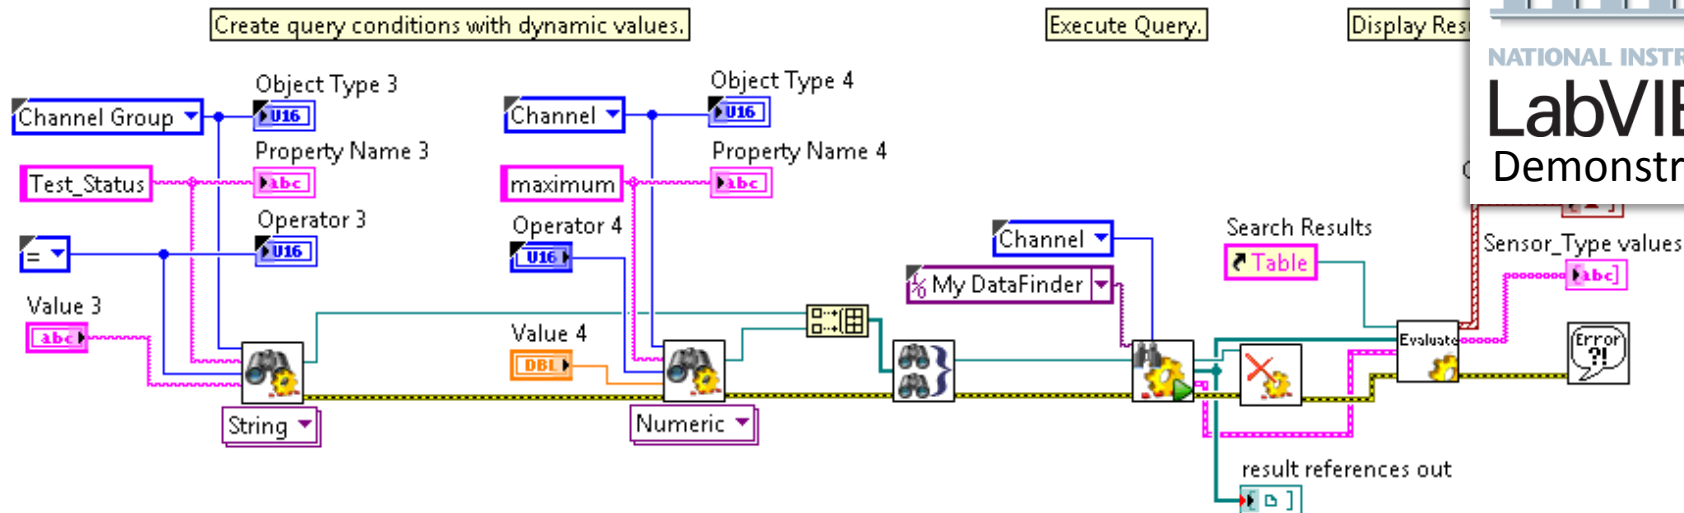 Create query conditions with dynamic values.
Execute Query.
Display Res
NATIONAL INSTR
LabVIE
Demonstr
Object Type 3
Channel Group
U16
Property Name 3
Test_Status
abc
Operator 3
=
U16
Value 3
abc
String
Object Type 4
Channel
U16
Property Name 4
maximum
abc
Operator 4
U16
Value 4
DBL
Numeric
Channel
I/O My DataFinder
Search Results
Table
Sensor_Type values
abc
Evaluate
Error
?!
result references out